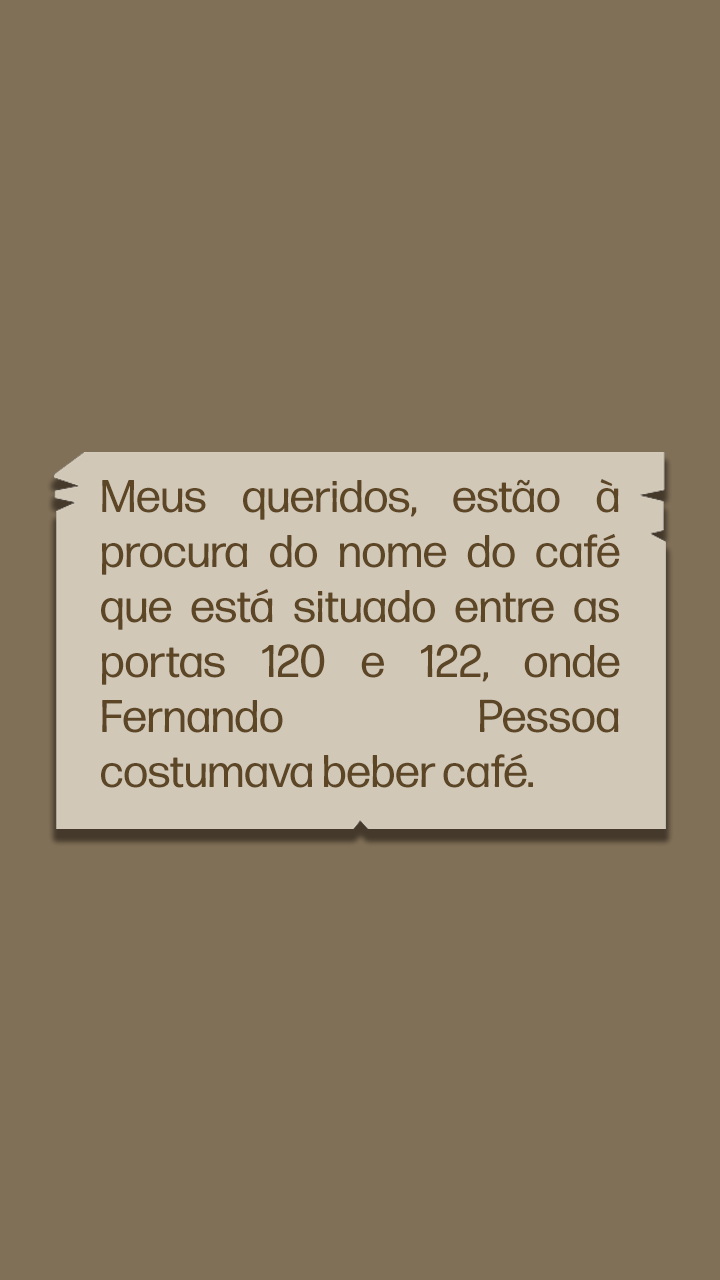 Meus queridos, estão à
procura do nome do café
que está situado entre as
portas 120 e 122, onde
Fernando Pessoa
costumava beber café.